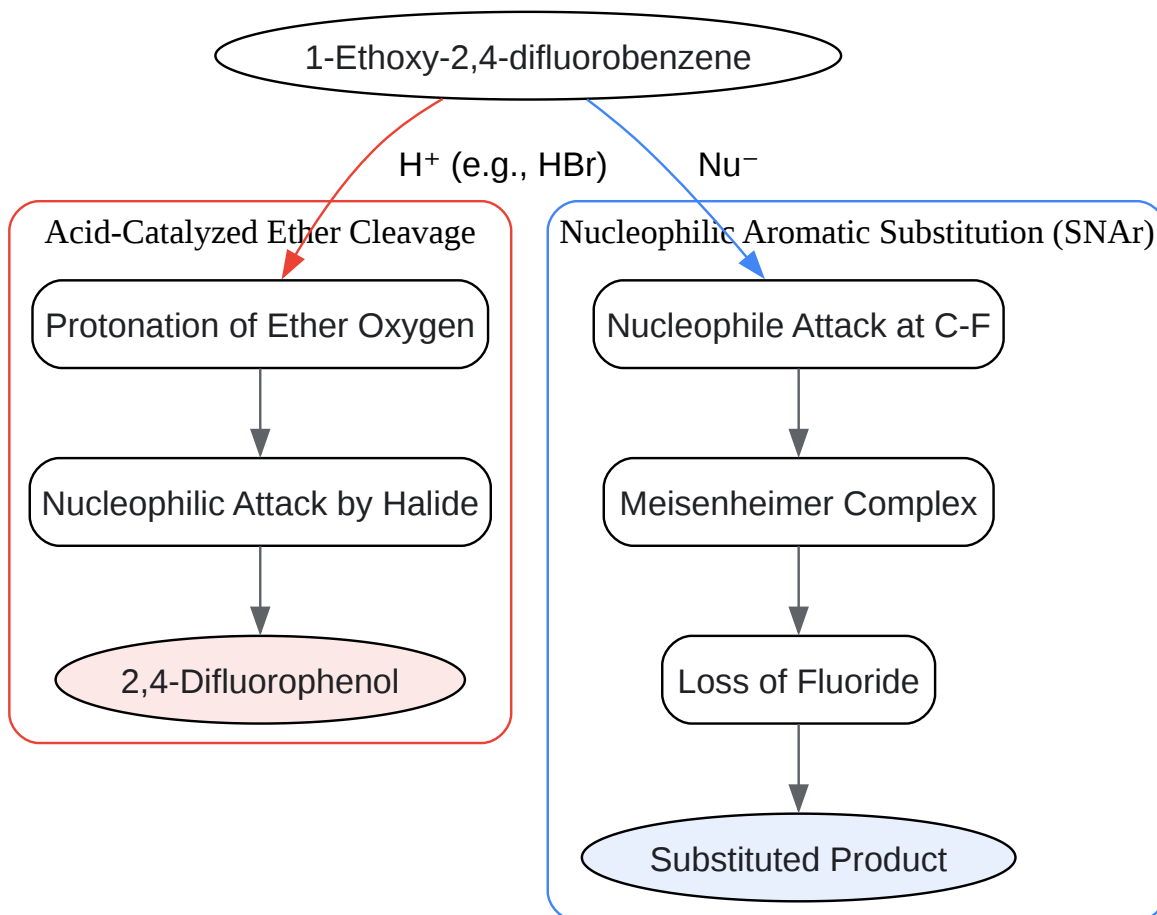 1-Ethoxy-2,4-difluorobenzene
H⁺ (e.g., HBr)
Nu⁻
Acid-Catalyzed Ether Cleavage
Protonation of Ether Oxygen
Nucleophilic Attack by Halide
2,4-Difluorophenol
Nucleophilic Aromatic Substitution (SNAr)
Nucleophile Attack at C-F
Meisenheimer Complex
Loss of Fluoride
Substituted Product